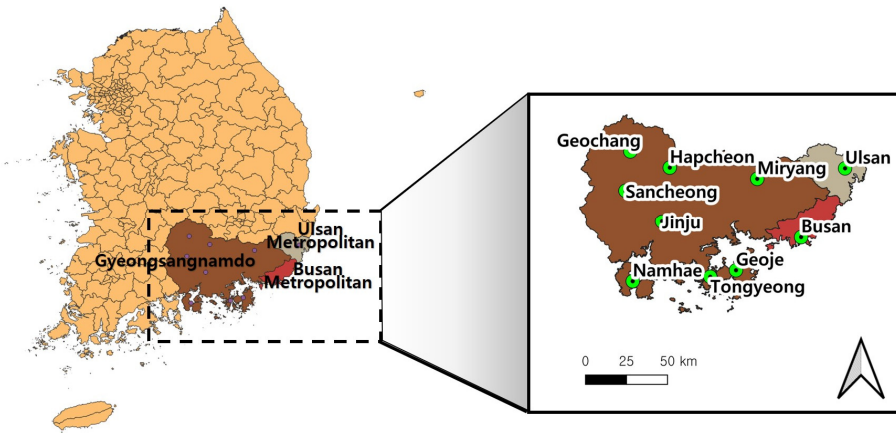 Ulsan
Metropolitan
Gyeongsangnamdo
Busan
Metropolitan
Geochang
Hapcheon
Miryang
Ulsan
Sancheong
Jinju
Busan
Namhae
Geoje
Tongyeong
0 25 50 km